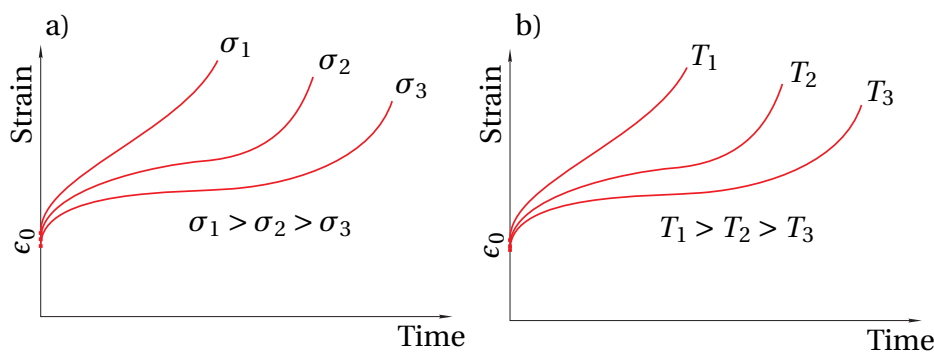 a)
σ1
σ2
σ3
Strain
ϵ0
σ1 > σ2 > σ3
Time
b)
T1
T2
T3
Strain
ϵ0
T1 > T2 > T3
Time